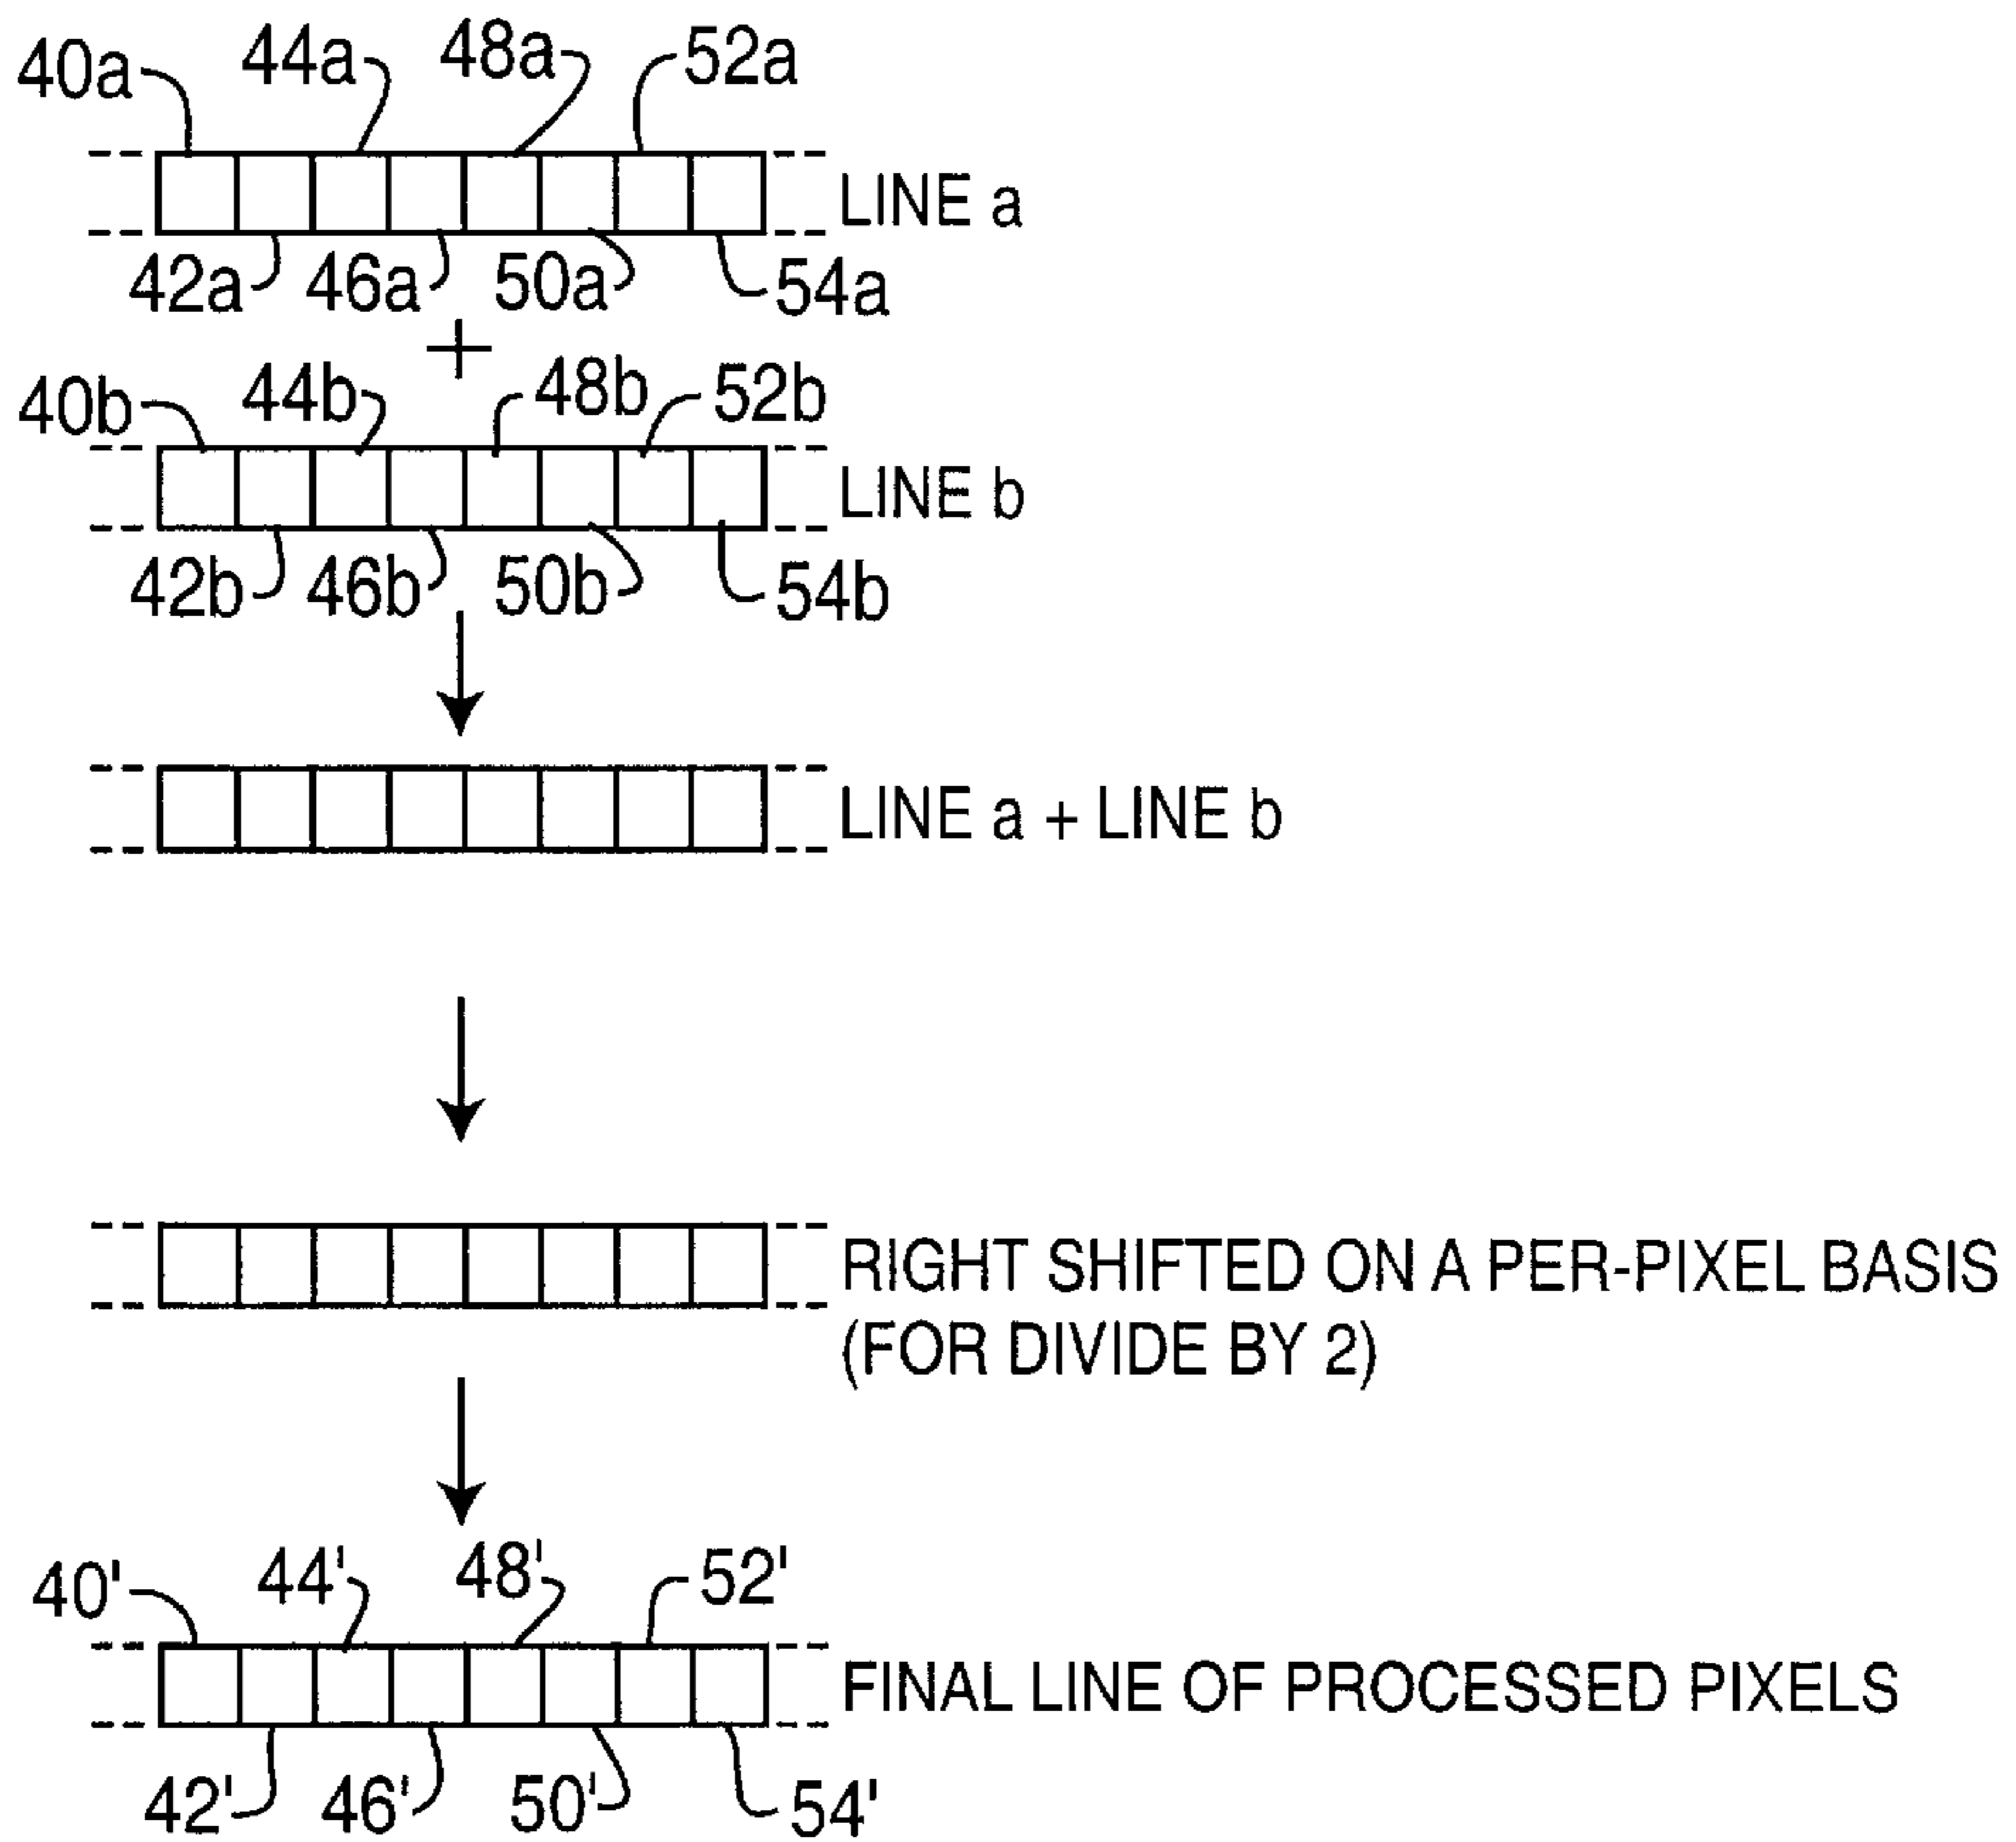 40a 44a 48a 52a
LINE a
42a 46a 50a 54a
+
40b 44b 48b 52b
LINE b
42b 46b 50b 54b
LINE a + LINE b
RIGHT SHIFTED ON A PER-PIXEL BASIS
(FOR DIVIDE BY 2)
40' 44' 48' 52'
FINAL LINE OF PROCESSED PIXELS
42' 46' 50' 54'